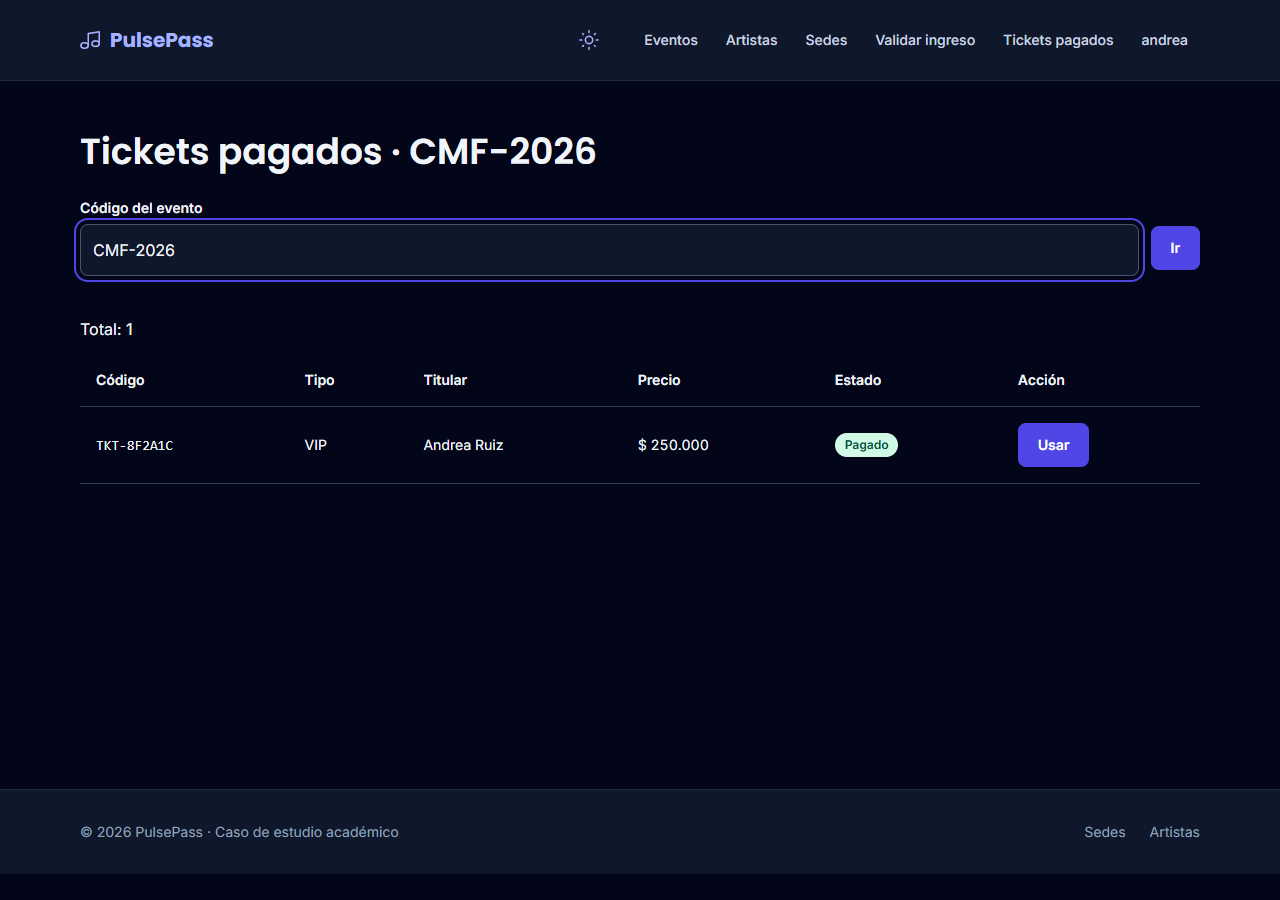 PulsePass
Eventos Artistas Sedes Validar ingreso Tickets pagados andrea
Tickets pagados · CMF-2026
Código del evento
CMF-2026 Ir
Total: 1
Código Tipo Titular Precio Estado Acción
TKT-8F2A1C VIP Andrea Ruiz $ 250.000 Pagado Usar
© 2026 PulsePass · Caso de estudio académico Sedes Artistas